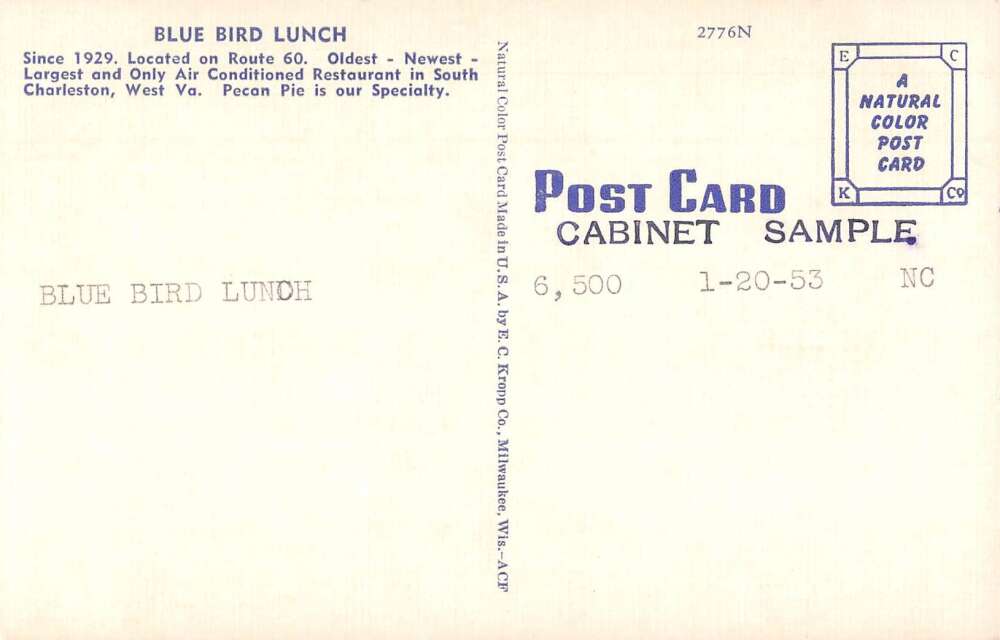 BLUE BIRD LUNCH
Since 1929. Located on Route 60. Oldest - Newest -
Largest and Only Air Conditioned Restaurant in South
Charleston, West Va. Pecan Pie is our Specialty.
BLUE BIRD LUNCH
Natural Color Post Card Made in U.S.A. by E. C. Kropp Co., Milwaukee, Wis.-ACF
2776N
E C
A
NATURAL
COLOR
POST
CARD
K Co
POST CARD
CABINET SAMPLE
6,500 1-20-53 NC